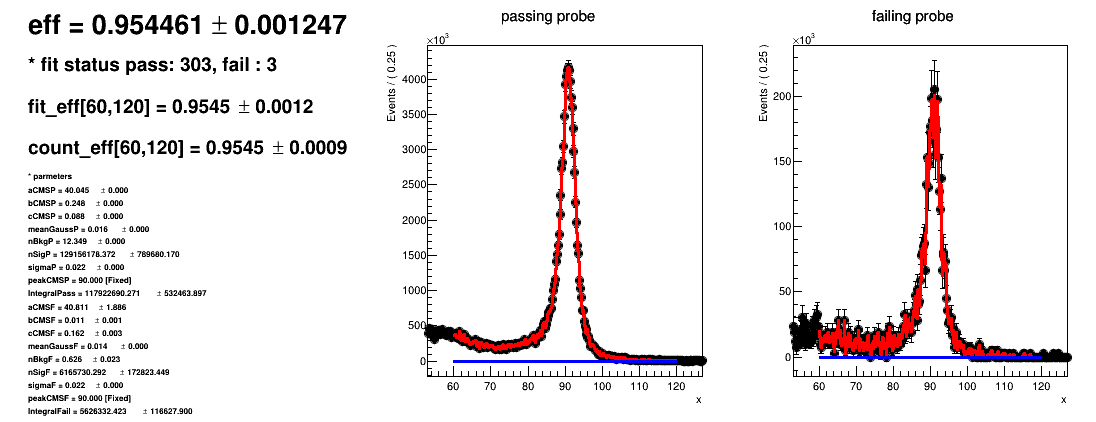 eff = 0.954461 ± 0.001247
* fit status pass: 303, fail : 3
fit_eff[60,120] = 0.9545 ± 0.0012
count_eff[60,120] = 0.9545 ± 0.0009
* parmeters
aCMSP = 40.045 ± 0.000
bCMSP = 0.248 ± 0.000
cCMSP = 0.088 ± 0.000
meanGaussP = 0.016 ± 0.000
nBkgP = 12.349 ± 0.000
nSigP = 129156178.372 ± 789680.170
sigmaP = 0.022 ± 0.000
peakCMSP = 90.000 [Fixed]
IntegralPass = 117922690.271 ± 532463.897
aCMSF = 40.811 ± 1.886
bCMSF = 0.011 ± 0.001
cCMSF = 0.162 ± 0.003
meanGaussF = 0.014 ± 0.000
nBkgF = 0.626 ± 0.023
nSigF = 6165730.292 ± 172823.449
sigmaF = 0.022 ± 0.000
peakCMSF = 90.000 [Fixed]
IntegralFail = 5626332.423 ± 116627.900
passing probe
×10³
Events / ( 0.25 )
4000
3500
3000
2500
2000
1500
1000
500
0
60 70 80 90 100 110 120
x
failing probe
×10³
Events / ( 0.25 )
200
150
100
50
0
60 70 80 90 100 110 120
x